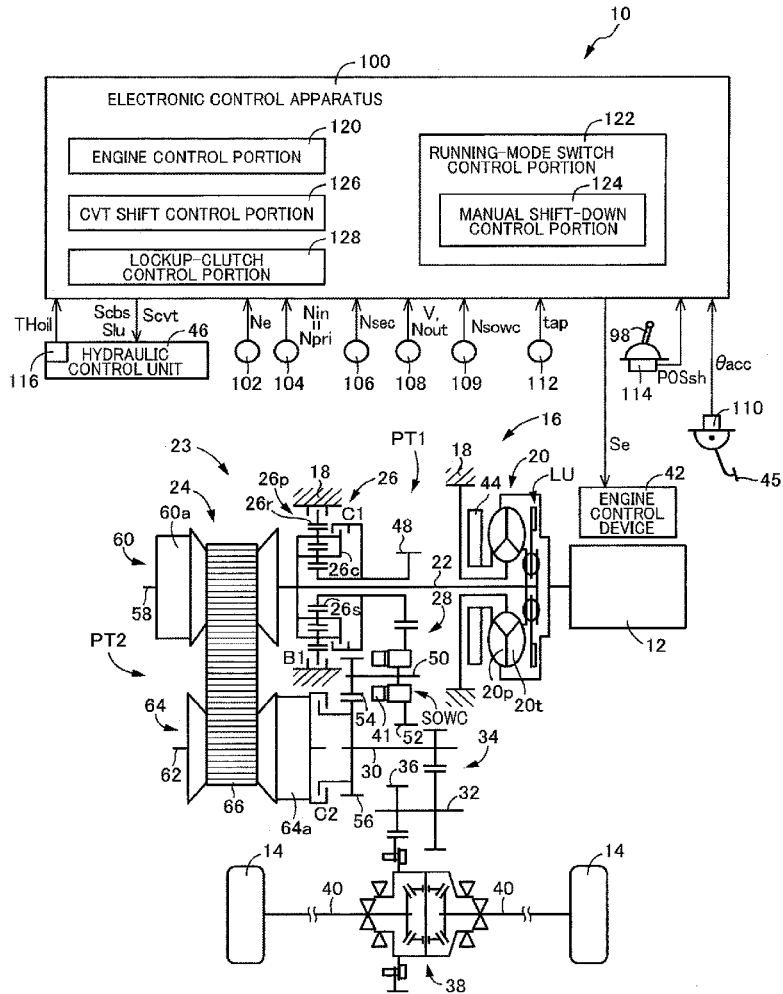 10
100
ELECTRONIC CONTROL APPARATUS
120
ENGINE CONTROL PORTION
122
RUNNING-MODE SWITCH
CONTROL PORTION
126
CVT SHIFT CONTROL PORTION
124
MANUAL SHIFT-DOWN
CONTROL PORTION
128
LOCKUP-CLUTCH
CONTROL PORTION
THoil
Scbs
Slu
Scvt
46
HYDRAULIC
CONTROL UNIT
116
Ne
102
Nin
=
Npri
104
Nsec
106
V,
Nout
108
Nsowc
109
tap
112
98
114
POSsh
θacc
110
45
Se
42
ENGINE
CONTROL
DEVICE
16
PT1
23
24
60a
60
58
26p
18
26
26r
C1
26c
48
18
44
20
LU
22
26s
28
12
B1
50
PT2
64
62
66
64a
C2
54
41
52
SOWC
20p
20t
30
56
34
36
32
14
40
40
14
38